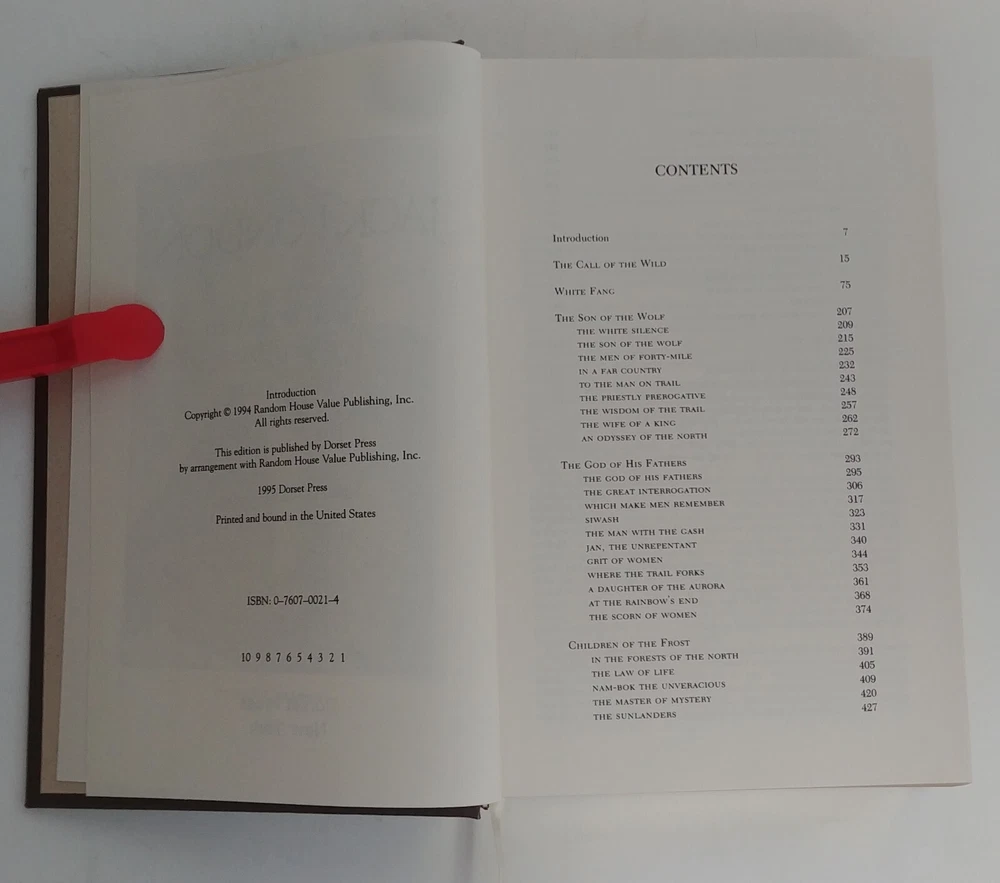 Introduction
Copyright © 1994 Random House Value Publishing, Inc.
All rights reserved.
This edition is published by Dorset Press
by arrangement with Random House Value Publishing, Inc.
1995 Dorset Press
Printed and bound in the United States
ISBN: 0–7607–0021–4
10 9 8 7 6 5 4 3 2 1
CONTENTS
Introduction 7
THE CALL OF THE WILD 15
WHITE FANG 75
THE SON OF THE WOLF 207
THE WHITE SILENCE 209
THE SON OF THE WOLF 215
THE MEN OF FORTY-MILE 225
IN A FAR COUNTRY 232
TO THE MAN ON TRAIL 243
THE PRIESTLY PREROGATIVE 248
THE WISDOM OF THE TRAIL 257
THE WIFE OF A KING 262
AN ODYSSEY OF THE NORTH 272
THE GOD OF HIS FATHERS 293
THE GOD OF HIS FATHERS 295
THE GREAT INTERROGATION 306
WHICH MAKE MEN REMEMBER 317
SIWASH 323
THE MAN WITH THE GASH 331
JAN, THE UNREPENTANT 340
GRIT OF WOMEN 344
WHERE THE TRAIL FORKS 353
A DAUGHTER OF THE AURORA 361
AT THE RAINBOW'S END 368
THE SCORN OF WOMEN 374
CHILDREN OF THE FROST 389
IN THE FORESTS OF THE NORTH 391
THE LAW OF LIFE 405
NAM-BOK THE UNVERACIOUS 409
THE MASTER OF MYSTERY 420
THE SUNLANDERS 427